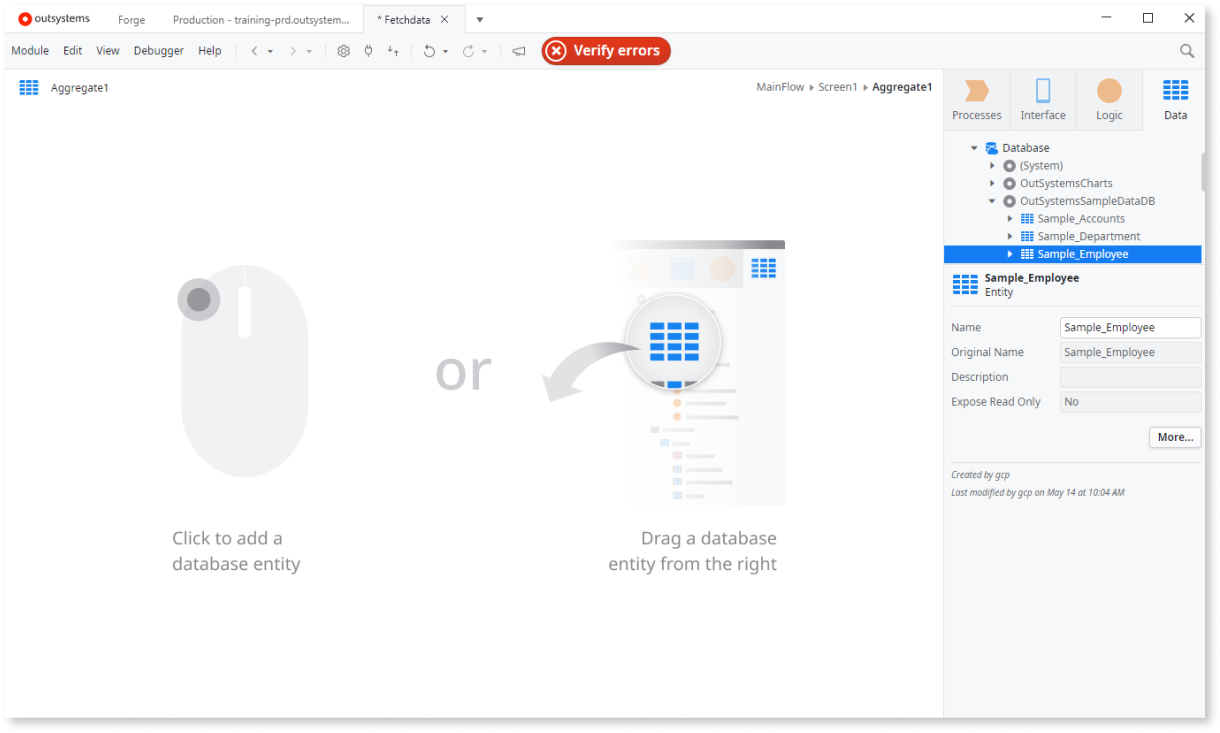 outsystems Forge Production - training-prd.outsystem... * Fetchdata
Module Edit View Debugger Help Verify errors
Aggregate1 MainFlow Screen1 Aggregate1
Processes Interface Logic Data
Database
(System)
OutSystemsCharts
OutSystemsSampleDataDB
Sample_Accounts
Sample_Department
Sample_Employee
Sample_Employee
Entity
Name Sample_Employee
Original Name Sample_Employee
Description
Expose Read Only No
More...
Created by gcp
Last modified by gcp on May 14 at 10:04 AM
or
Click to add a
database entity
Drag a database
entity from the right